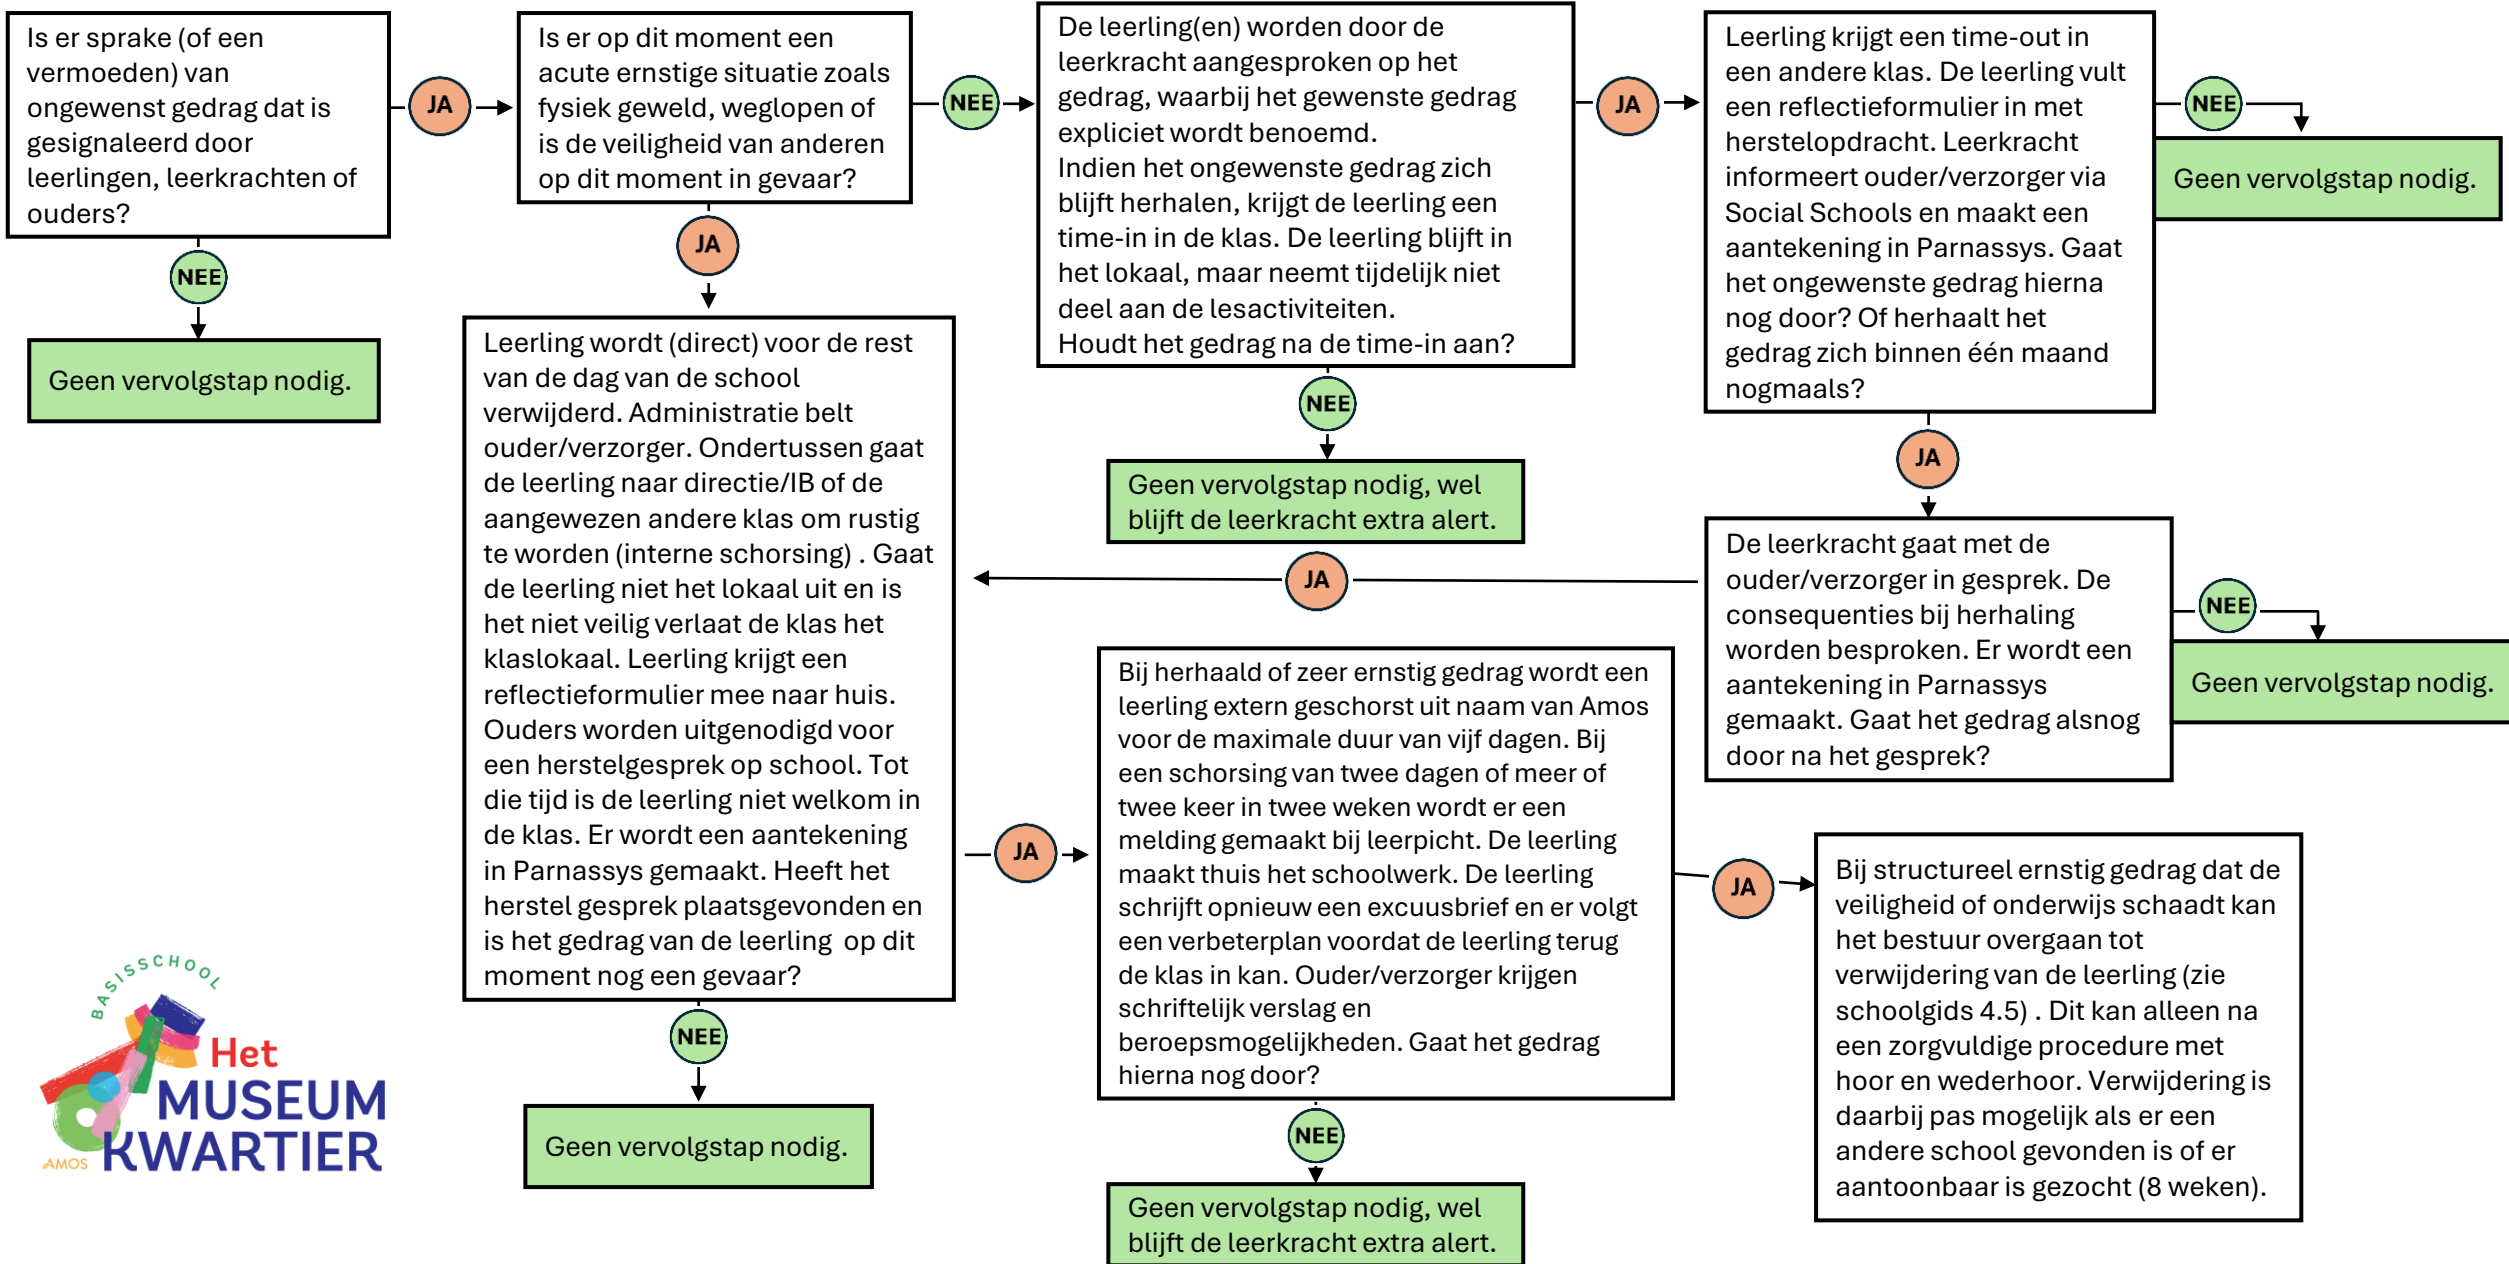 Is er sprake (of een
vermoeden) van
ongewenst gedrag dat is
gesignaleerd door
leerlingen, leerkrachten of
ouders?
JA
NEE
Geen vervolgstap nodig.
Is er op dit moment een
acute ernstige situatie zoals
fysiek geweld, weglopen of
is de veiligheid van anderen
op dit moment in gevaar?
NEE
JA
De leerling(en) worden door de
leerkracht aangesproken op het
gedrag, waarbij het gewenste gedrag
expliciet wordt benoemd.
Indien het ongewenste gedrag zich
blijft herhalen, krijgt de leerling een
time-in in de klas. De leerling blijft in
het lokaal, maar neemt tijdelijk niet
deel aan de lesactiviteiten.
Houdt het gedrag na de time-in aan?
JA
NEE
Geen vervolgstap nodig, wel
blijft de leerkracht extra alert.
Leerling krijgt een time-out in
een andere klas. De leerling vult
een reflectieformulier in met
herstelopdracht. Leerkracht
informeert ouder/verzorger via
Social Schools en maakt een
aantekening in Parnassys. Gaat
het ongewenste gedrag hierna
nog door? Of herhaalt het
gedrag zich binnen één maand
nogmaals?
NEE
Geen vervolgstap nodig.
JA
De leerkracht gaat met de
ouder/verzorger in gesprek. De
consequenties bij herhaling
worden besproken. Er wordt een
aantekening in Parnassys
gemaakt. Gaat het gedrag alsnog
door na het gesprek?
NEE
Geen vervolgstap nodig.
JA
Leerling wordt (direct) voor de rest
van de dag van de school
verwijderd. Administratie belt
ouder/verzorger. Ondertussen gaat
de leerling naar directie/IB of de
aangewezen andere klas om rustig
te worden (interne schorsing) . Gaat
de leerling niet het lokaal uit en is
het niet veilig verlaat de klas het
klaslokaal. Leerling krijgt een
reflectieformulier mee naar huis.
Ouders worden uitgenodigd voor
een herstelgesprek op school. Tot
die tijd is de leerling niet welkom in
de klas. Er wordt een aantekening
in Parnassys gemaakt. Heeft het
herstel gesprek plaatsgevonden en
is het gedrag van de leerling  op dit
moment nog een gevaar?
JA
NEE
Geen vervolgstap nodig.
Bij herhaald of zeer ernstig gedrag wordt een
leerling extern geschorst uit naam van Amos
voor de maximale duur van vijf dagen. Bij
een schorsing van twee dagen of meer of
twee keer in twee weken wordt er een
melding gemaakt bij leerpicht. De leerling
maakt thuis het schoolwerk. De leerling
schrijft opnieuw een excuusbrief en er volgt
een verbeterplan voordat de leerling terug
de klas in kan. Ouder/verzorger krijgen
schriftelijk verslag en
beroepsmogelijkheden. Gaat het gedrag
hierna nog door?
JA
NEE
Geen vervolgstap nodig, wel
blijft de leerkracht extra alert.
Bij structureel ernstig gedrag dat de
veiligheid of onderwijs schaadt kan
het bestuur overgaan tot
verwijdering van de leerling (zie
schoolgids 4.5) . Dit kan alleen na
een zorgvuldige procedure met
hoor en wederhoor. Verwijdering is
daarbij pas mogelijk als er een
andere school gevonden is of er
aantoonbaar is gezocht (8 weken).
BASISSCHOOL
Het
MUSEUM
KWARTIER
AMOS